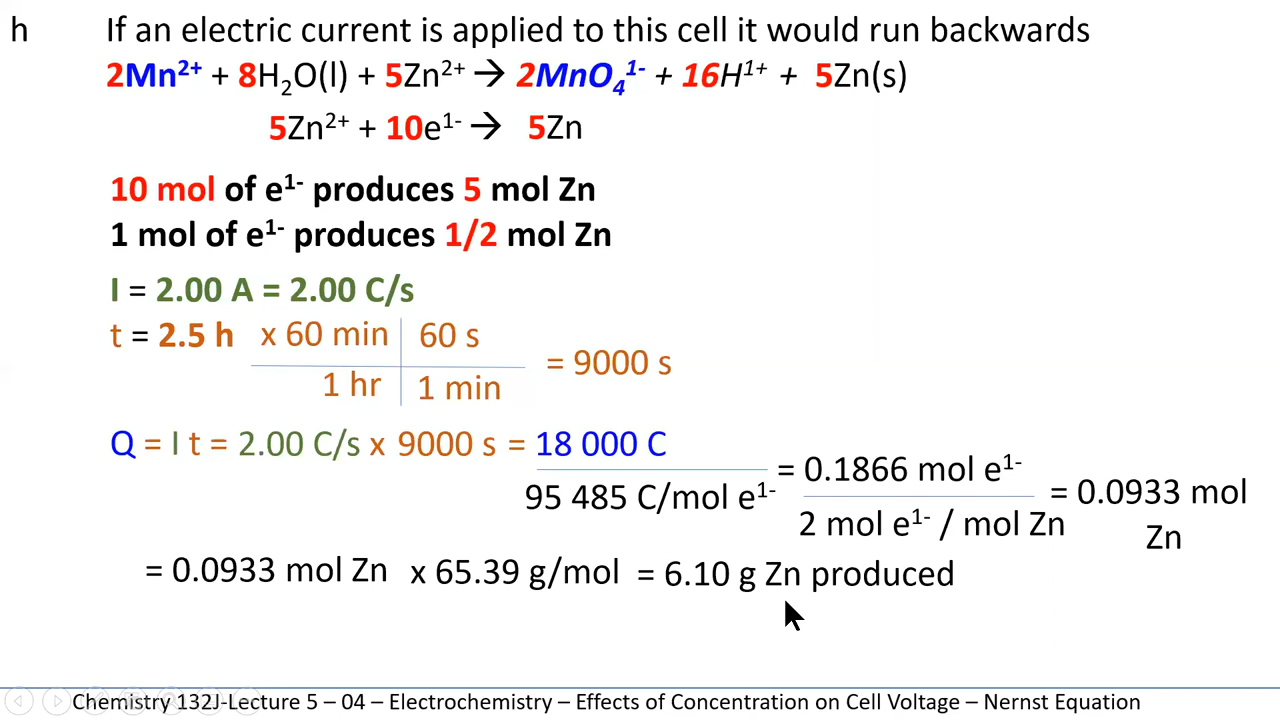 h If an electric current is applied to this cell it would run backwards
2Mn²⁺ + 8H₂O(l) + 5Zn²⁺ → 2MnO₄¹⁻ + 16H¹⁺ + 5Zn(s)
5Zn²⁺ + 10e¹⁻ → 5Zn
10 mol of e¹⁻ produces 5 mol Zn
1 mol of e¹⁻ produces 1/2 mol Zn
I = 2.00 A = 2.00 C/s
t = 2.5 h x 60 min 60 s
1 hr 1 min
= 9000 s
Q = I t = 2.00 C/s x 9000 s = 18 000 C
95 485 C/mol e¹⁻
= 0.1866 mol e¹⁻
2 mol e¹⁻ / mol Zn
= 0.0933 mol
Zn
= 0.0933 mol Zn x 65.39 g/mol = 6.10 g Zn produced
Chemistry 132J-Lecture 5 – 04 – Electrochemistry – Effects of Concentration on Cell Voltage – Nernst Equation